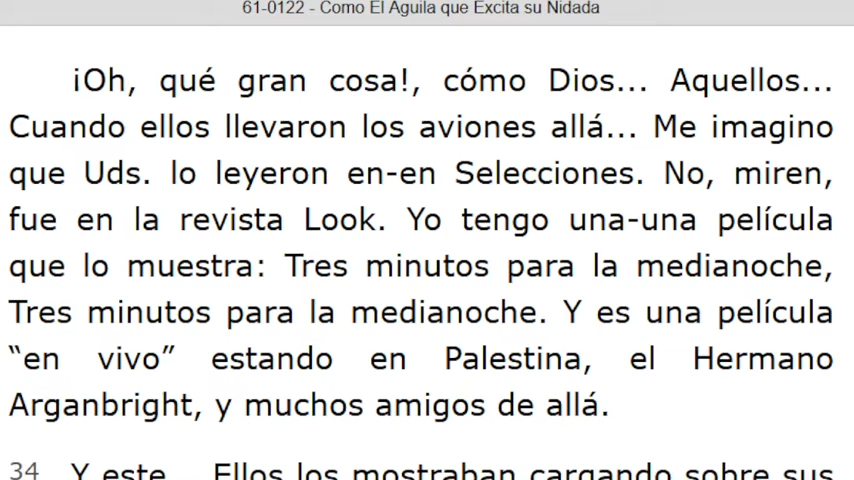 61-0122 - Como El Aguila que Excita su Nidada
¡Oh, qué gran cosa!, cómo Dios... Aquellos...
Cuando ellos llevaron los aviones allá... Me imagino
que Uds. lo leyeron en-en Selecciones. No, miren,
fue en la revista Look. Yo tengo una-una película
que lo muestra: Tres minutos para la medianoche,
Tres minutos para la medianoche. Y es una película
“en vivo” estando en Palestina, el Hermano
Arganbright, y muchos amigos de allá.
34 Y este... Ellos los mostraban cargando sobre sus